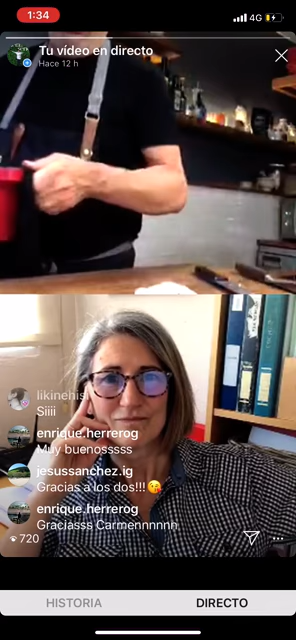 1:34
4G
Tu vídeo en directo
Hace 12 h
likinehisi
Siiii
enrique.herrerog
Muy buenosssss
jesussanchez.ig
Gracias a los dos!!!😘
enrique.herrerog
Graciasss Carmennnnnn
720
HISTORIA
DIRECTO